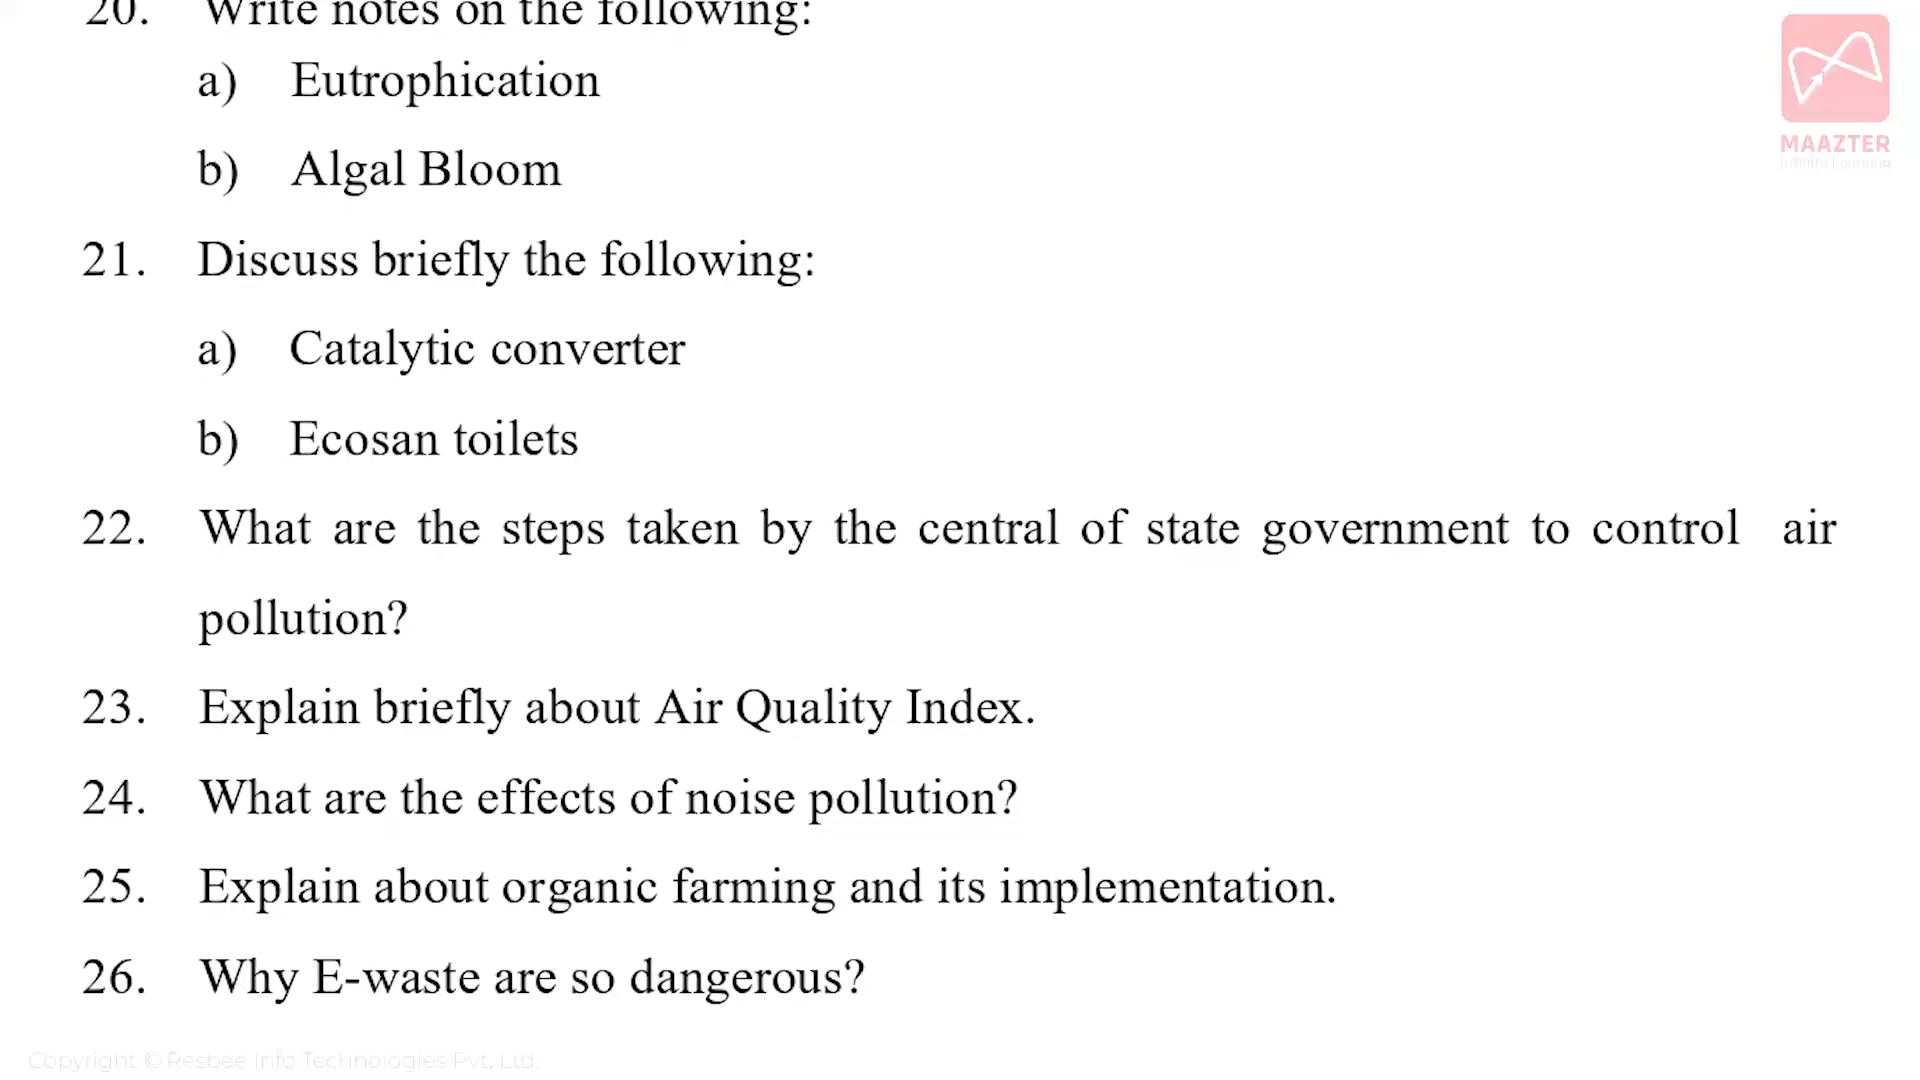 20. Write notes on the following:
a) Eutrophication
b) Algal Bloom
21. Discuss briefly the following:
a) Catalytic converter
b) Ecosan toilets
22. What are the steps taken by the central of state government to control air
pollution?
23. Explain briefly about Air Quality Index.
24. What are the effects of noise pollution?
25. Explain about organic farming and its implementation.
26. Why E-waste are so dangerous?
MAAZTER
Infinite Learning
Copyright © Resbee Info Technologies Pvt. Ltd.